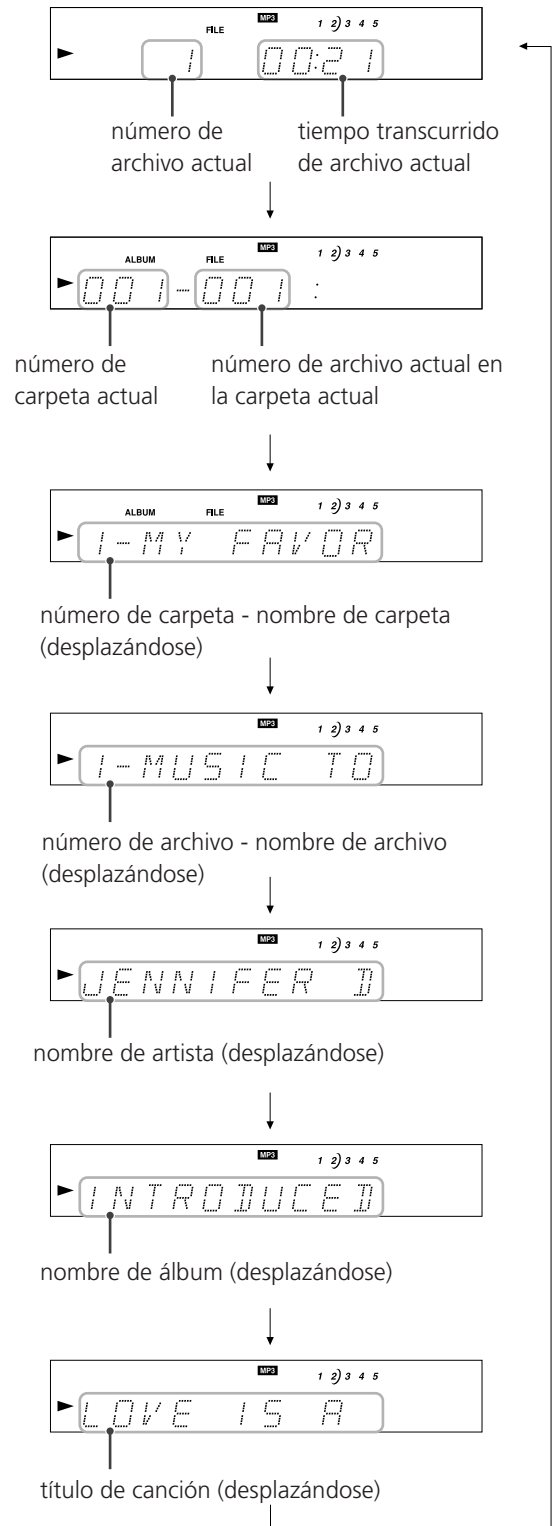 FILE MP3 1 2) 3 4 5
1 00:21
número de archivo actual
tiempo transcurrido de archivo actual
ALBUM FILE MP3 1 2) 3 4 5
001-001 :
número de carpeta actual
número de archivo actual en la carpeta actual
ALBUM FILE MP3 1 2) 3 4 5
1-MY FAVOR
número de carpeta - nombre de carpeta
(desplazándose)
MP3 1 2) 3 4 5
1-MUSIC TO
número de archivo - nombre de archivo
(desplazándose)
MP3 1 2) 3 4 5
JENNIFER D
nombre de artista (desplazándose)
MP3 1 2) 3 4 5
INTRODUCED
nombre de álbum (desplazándose)
MP3 1 2) 3 4 5
LOVE IS A
título de canción (desplazándose)